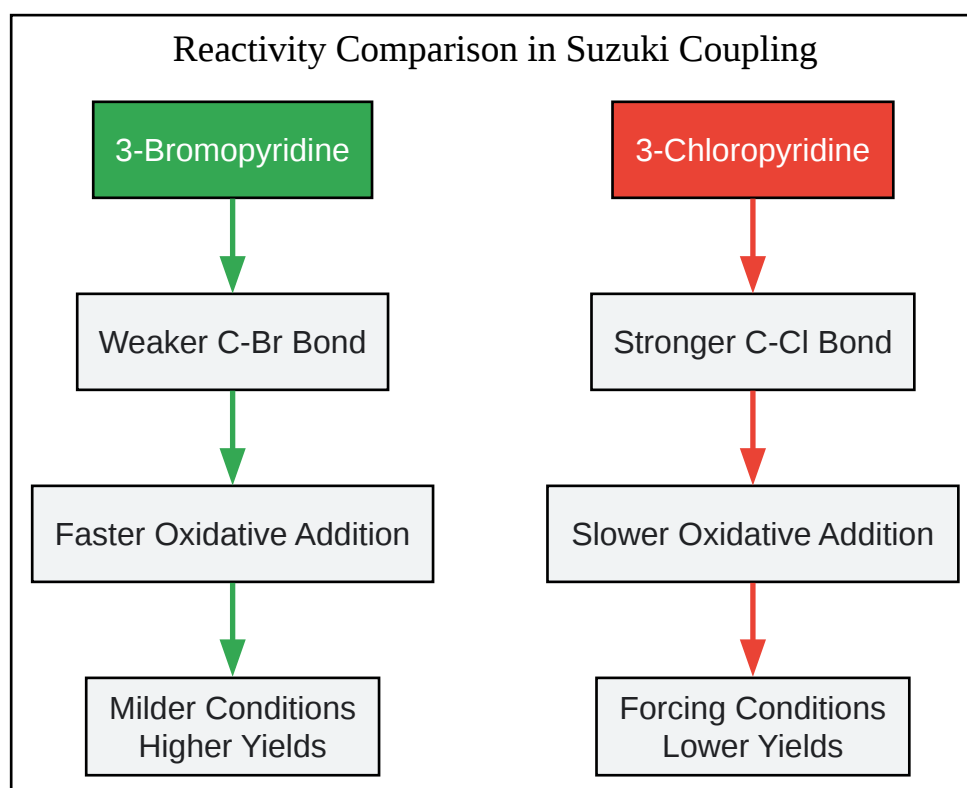 Reactivity Comparison in Suzuki Coupling
3-Bromopyridine
3-Chloropyridine
Weaker C-Br Bond
Stronger C-Cl Bond
Faster Oxidative Addition
Slower Oxidative Addition
Milder Conditions
Higher Yields
Forcing Conditions
Lower Yields